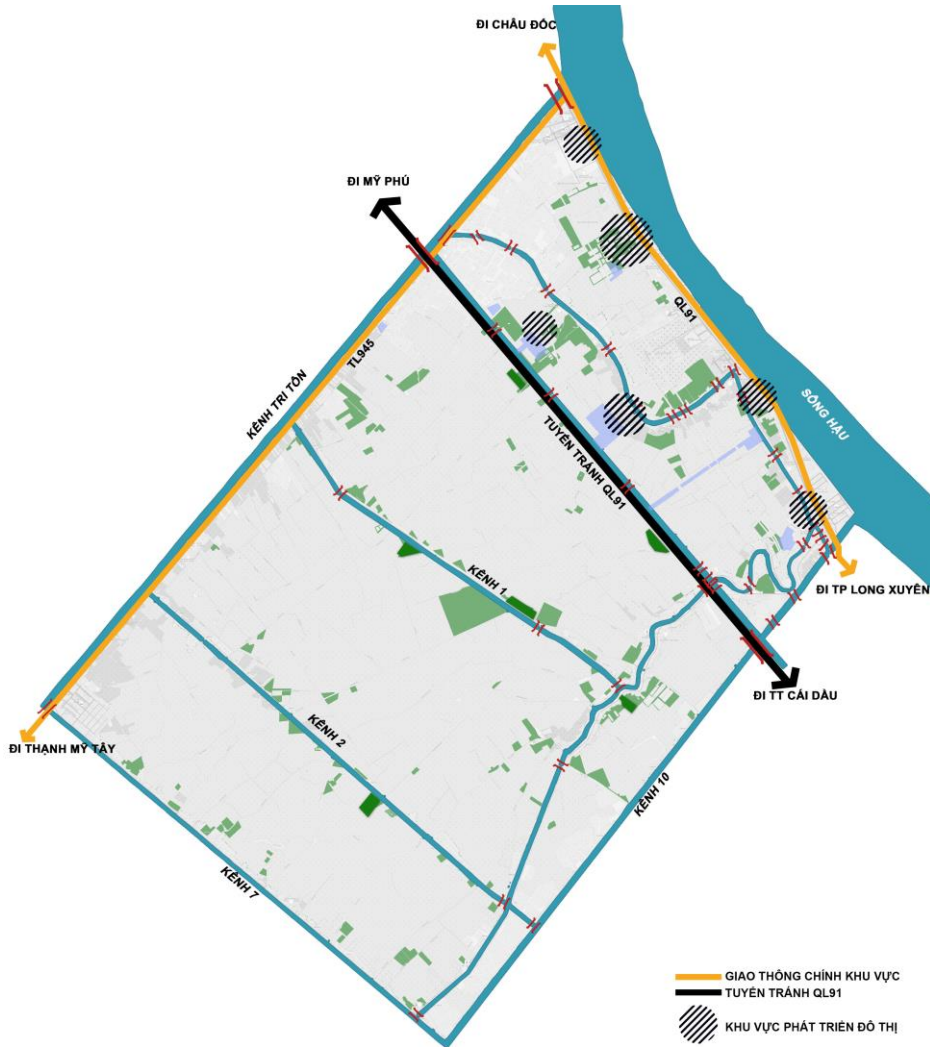 ĐI CHÂU ĐỐC
ĐI MỸ PHÚ
QL91
TL945
KÊNH TRI TÔN
SÔNG HẬU
TUYẾN TRÁNH QL91
KÊNH 1
ĐI TP LONG XUYÊN
ĐI TT CÁI DẦU
KÊNH 2
ĐI THẠNH MỸ TÂY
KÊNH 10
KÊNH 7
GIAO THÔNG CHÍNH KHU VỰC
TUYẾN TRÁNH QL91
KHU VỰC PHÁT TRIỂN ĐÔ THỊ